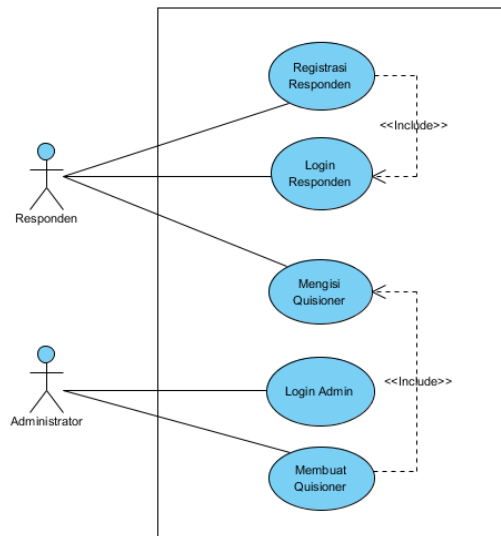 Registrasi
Responden
<<Include>>
Login
Responden
Responden
Mengisi
Quisioner
<<Include>>
Login Admin
Administrator
Membuat
Quisioner